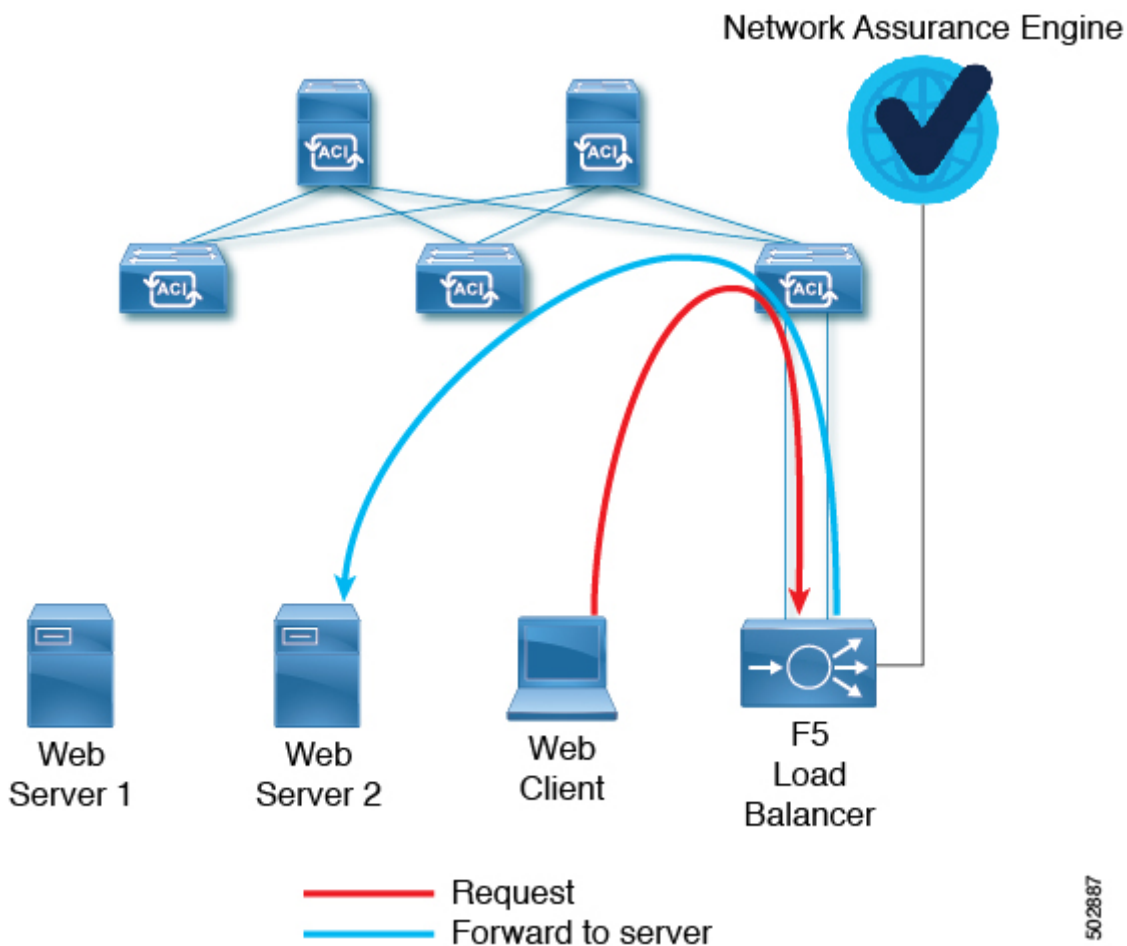 Network Assurance Engine
ACI
ACI
ACI
ACI
ACI
Web
Server 1
Web
Server 2
Web
Client
F5
Load
Balancer
Request
Forward to server
502887